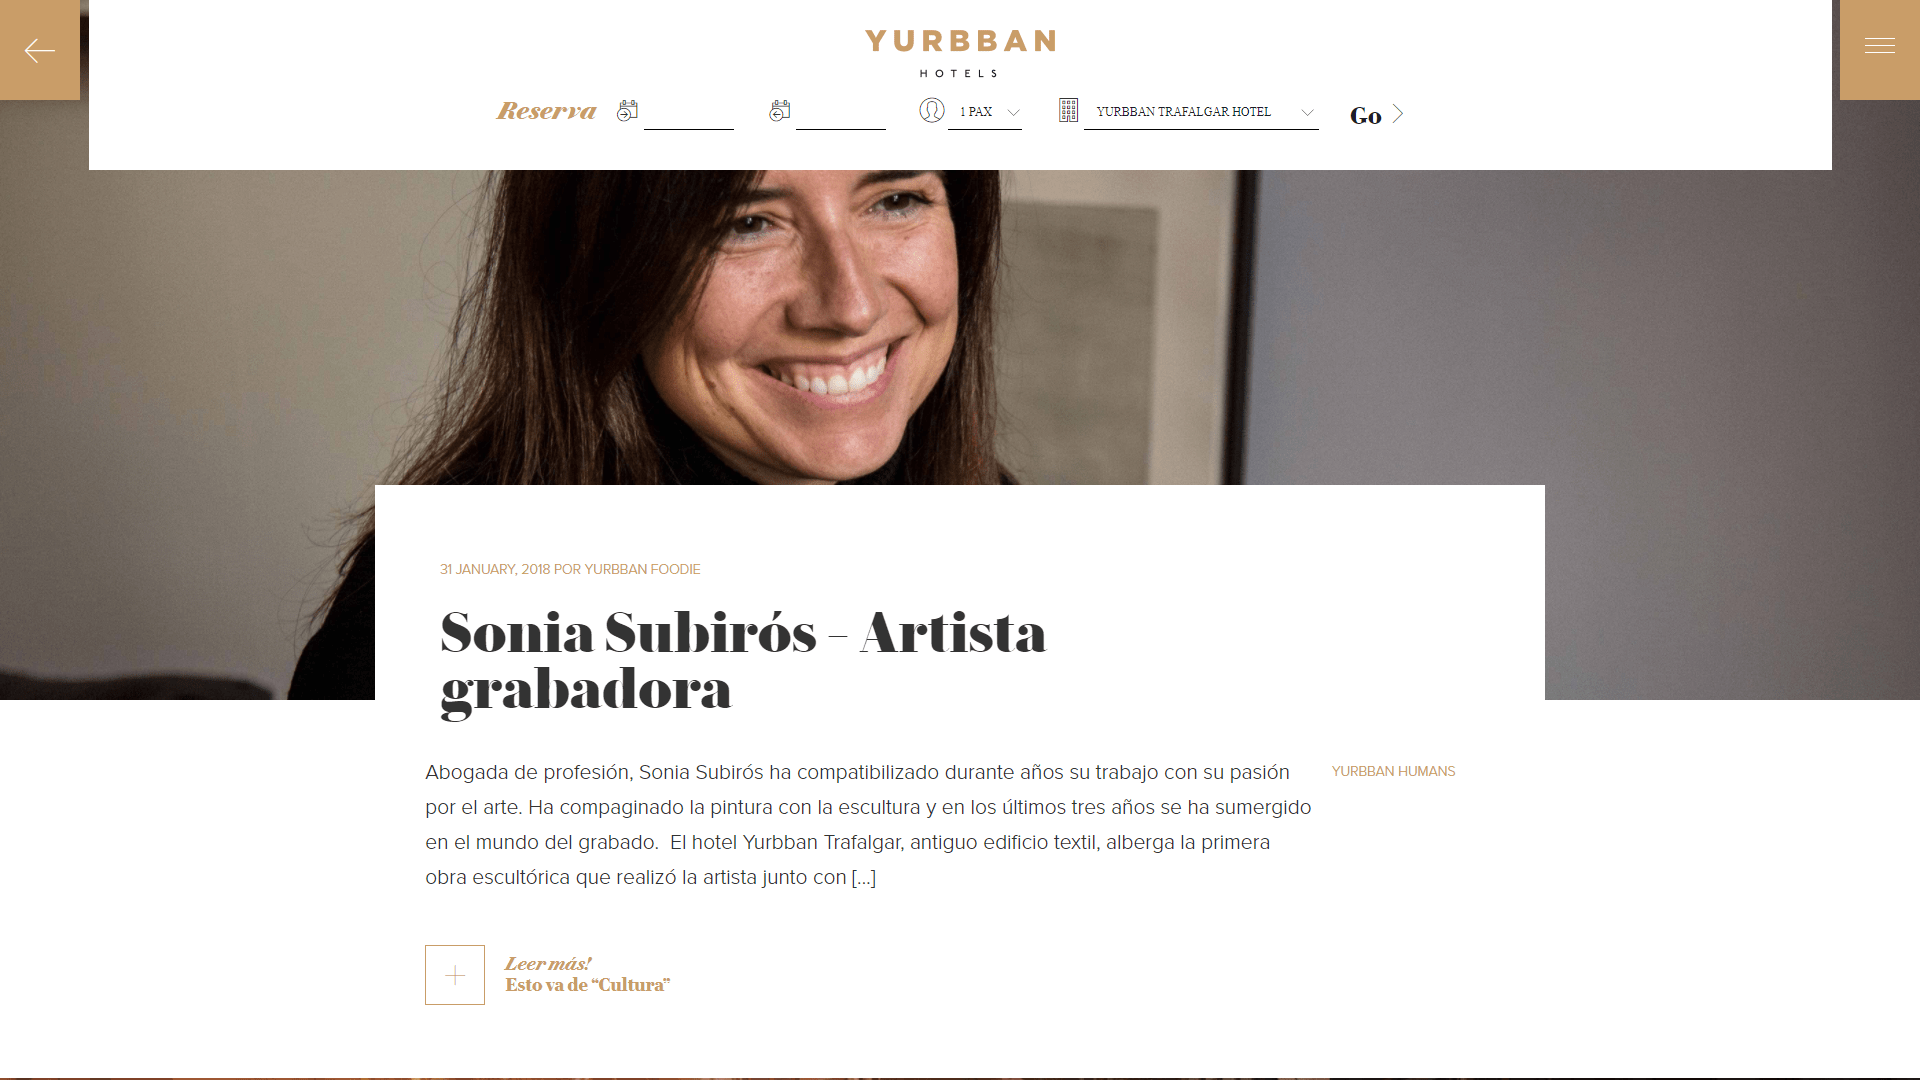 YURBBAN
HOTELS
Reserva
1 PAX
YURBBAN TRAFALGAR HOTEL
Go
31 JANUARY, 2018 POR YURBBAN FOODIE
Sonia Subirós – Artista
grabadora
Abogada de profesión, Sonia Subirós ha compatibilizado durante años su trabajo con su pasión
por el arte. Ha compaginado la pintura con la escultura y en los últimos tres años se ha sumergido
en el mundo del grabado.  El hotel Yurbban Trafalgar, antiguo edificio textil, alberga la primera
obra escultórica que realizó la artista junto con […]
YURBBAN HUMANS
Leer más!
Esto va de “Cultura”